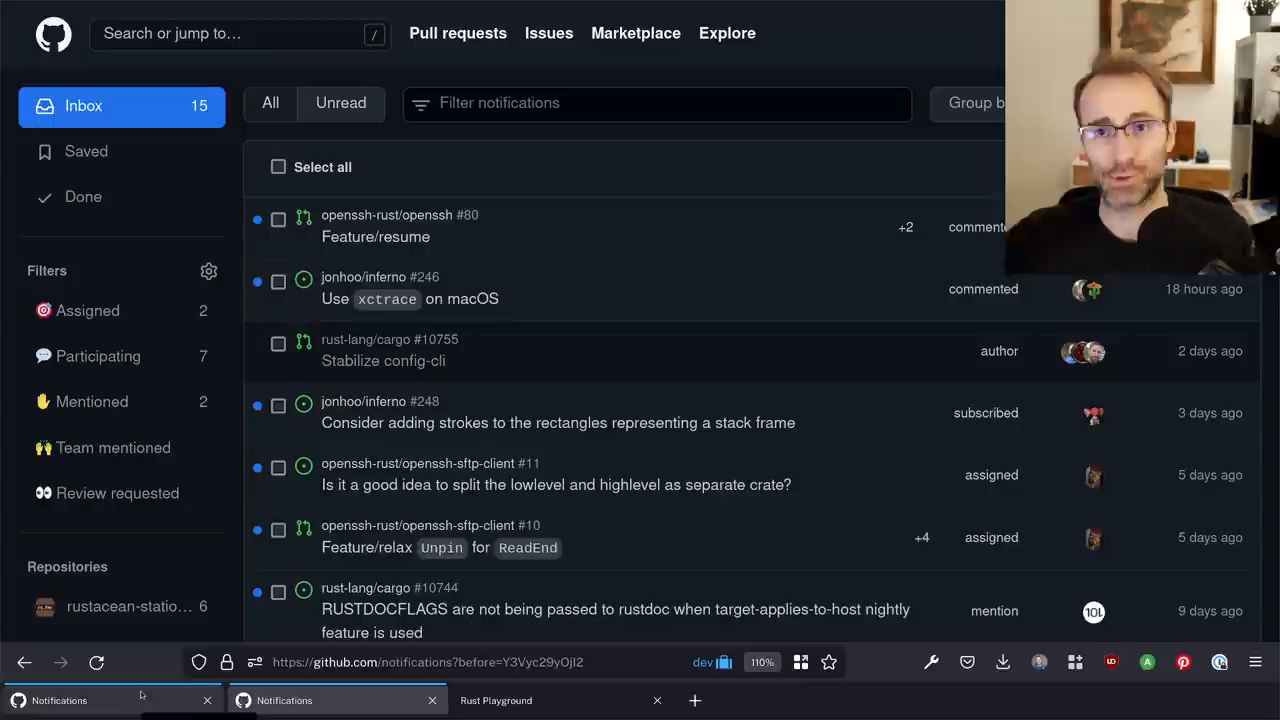 Search or jump to…
/
Pull requests
Issues
Marketplace
Explore
Inbox
15
Saved
Done
Filters
🎯 Assigned
2
💬 Participating
7
✋ Mentioned
2
🙌 Team mentioned
👀 Review requested
Repositories
rustacean-statio…
6
All
Unread
Filter notifications
Group b
Select all
openssh-rust/openssh #80
Feature/resume
+2
commente
jonhoo/inferno #246
Use xctrace on macOS
commented
18 hours ago
rust-lang/cargo #10755
Stabilize config-cli
author
2 days ago
jonhoo/inferno #248
Consider adding strokes to the rectangles representing a stack frame
subscribed
3 days ago
openssh-rust/openssh-sftp-client #11
Is it a good idea to split the lowlevel and highlevel as separate crate?
assigned
5 days ago
openssh-rust/openssh-sftp-client #10
Feature/relax Unpin for ReadEnd
+4
assigned
5 days ago
rust-lang/cargo #10744
RUSTDOCFLAGS are not being passed to rustdoc when target-applies-to-host nightly
feature is used
mention
9 days ago
https://github.com/notifications?before=Y3Vyc29yOjI2
dev
110%
Notifications
Notifications
Rust Playground